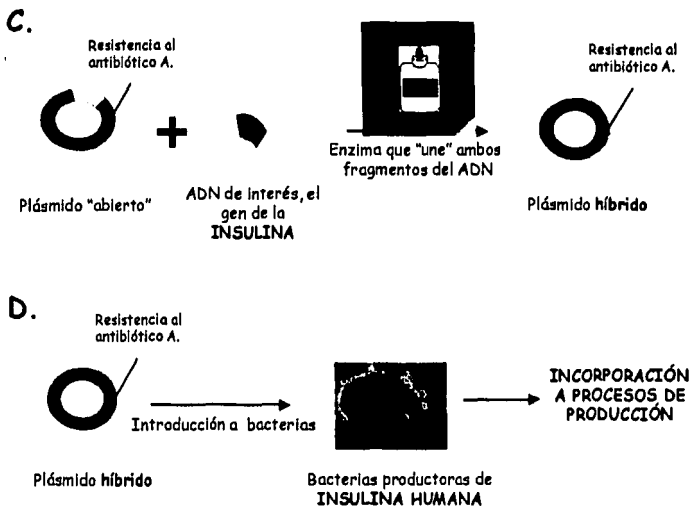 C.
Resistencia al
antibiótico A.
Plásmido "abierto"
+
ADN de interés, el
gen de la
INSULINA
Enzima que "une" ambos
fragmentos del ADN
Resistencia al
antibiótico A.
Plásmido híbrido
D.
Resistencia al
antibiótico A.
Plásmido híbrido
Introducción a bacterias
Bacterias productoras de
INSULINA HUMANA
INCORPORACIÓN
A PROCESOS DE
PRODUCCIÓN